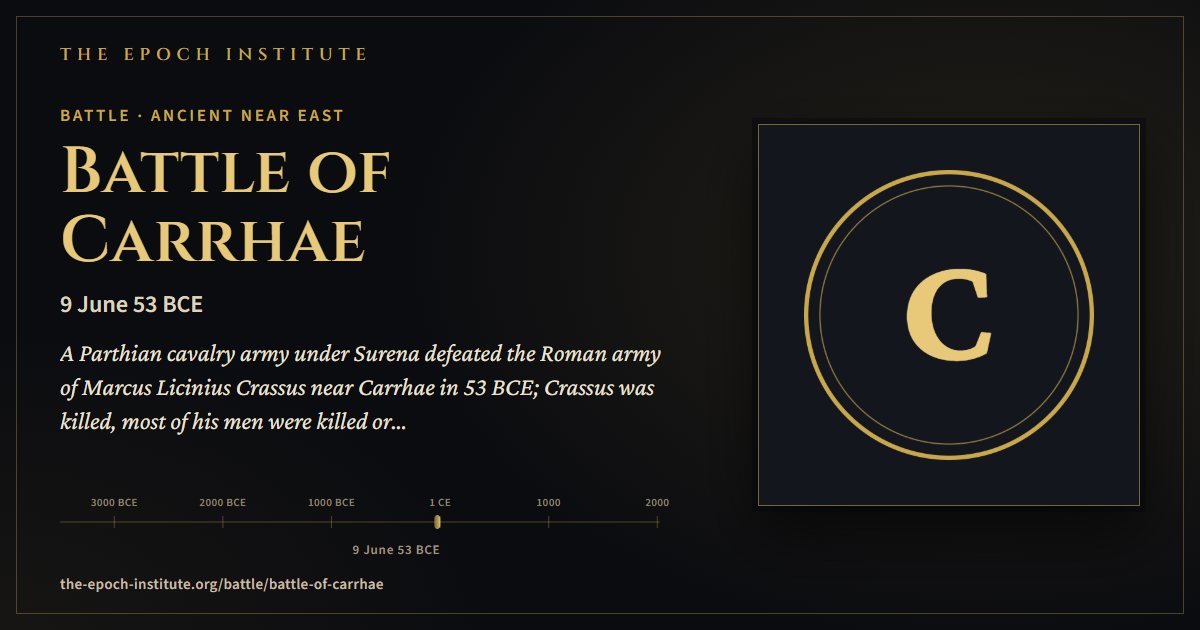 THE EPOCH INSTITUTE
BATTLE · ANCIENT NEAR EAST
BATTLE OF
CARRHAE
9 June 53 BCE
A Parthian cavalry army under Surena defeated the Roman army
of Marcus Licinius Crassus near Carrhae in 53 BCE; Crassus was
killed, most of his men were killed or...
C
3000 BCE 2000 BCE 1000 BCE 1 CE 1000 2000
9 June 53 BCE
the-epoch-institute.org/battle/battle-of-carrhae